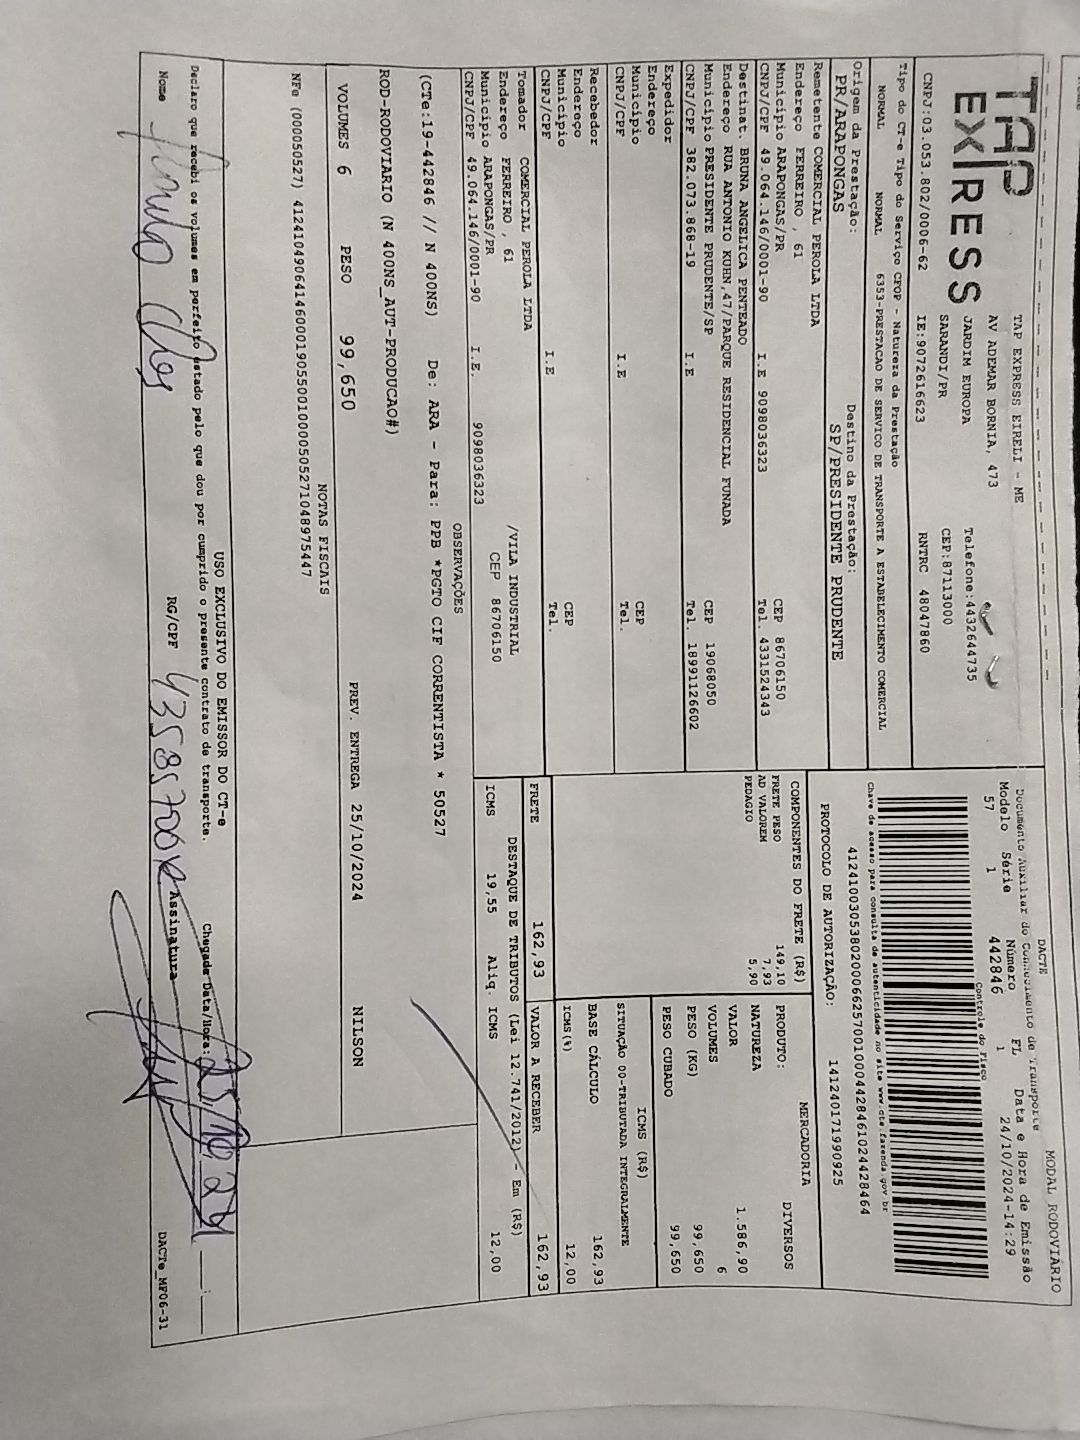 TAP EXPRESS
TAP EXPRESS EIRELI - ME
AV ADEMAR BORNIA, 473
JARDIM EUROPA Telefone:4432644735
SARANDI/PR CEP:87113000
CNPJ:03.053.802/0006-62 IE:9072616623 RNTRC 48047860
Tipo do CT-e Tipo do Serviço CFOP - Natureza da Prestação
NORMAL NORMAL 6353-PRESTACAO DE SERVICO DE TRANSPORTE A ESTABELECIMENTO COMERCIAL
Origem da Prestação: Destino da Prestação:
PR/ARAPONGAS SP/PRESIDENTE PRUDENTE
MODAL RODOVIÁRIO
DACTE
Documento Auxiliar do Conhecimento de Transporte
Modelo Série Número FL Data e Hora de Emissão
57 1 442846 1 24/10/2024-14:29
Controle do Fisco
Chave de acesso para consulta de autenticidade no site www.cte.fazenda.gov.br
41241003053802000662570010004428461024428464
PROTOCOLO DE AUTORIZAÇÃO: 141240171990925
Remetente COMERCIAL PEROLA LTDA
Endereço FERREIRO , 61
Município ARAPONGAS/PR CEP 86706150
CNPJ/CPF 49.064.146/0001-90 I.E 9098036323 Tel. 4331524343
Destinat. BRUNA ANGELICA PENTEADO
Endereço RUA ANTONIO KUHN,47/PARQUE RESIDENCIAL FUNADA
Município PRESIDENTE PRUDENTE/SP CEP 19068050
CNPJ/CPF 382.073.868-19 I.E Tel. 18991126602
Expedidor
Endereço
Município CEP
CNPJ/CPF I.E Tel.
Recebedor
Endereço
Município CEP
CNPJ/CPF I.E Tel.
Tomador COMERCIAL PEROLA LTDA
Endereço FERREIRO , 61 /VILA INDUSTRIAL
Município ARAPONGAS/PR CEP 86706150
CNPJ/CPF 49.064.146/0001-90 I.E. 9098036323
COMPONENTES DO FRETE (R$)
FRETE PESO 149,10
AD VALOREM 7,93
PEDAGIO 5,90
MERCADORIA
PRODUTO: DIVERSOS
NATUREZA
VALOR 1.586,90
VOLUMES 6
PESO (KG) 99,650
PESO CUBADO 99,650
ICMS (R$)
SITUAÇÃO 00-TRIBUTADA INTEGRALMENTE
BASE CÁLCULO 162,93
ICMS(%) 12,00
FRETE 162,93 VALOR A RECEBER 162,93
DESTAQUE DE TRIBUTOS (Lei 12.741/2012) - Em (R$)
ICMS 19,55 Aliq. ICMS 12,00
OBSERVAÇÕES
(CTe:19-442846 // N 400NS) De: ARA - Para: PPB *PGTO CIF CORRENTISTA * 50527
ROD-RODOVIARIO (N 400NS_AUT-PRODUCAO#)
VOLUMES 6 PESO 99,650 PREV. ENTREGA 25/10/2024 NILSON
NOTAS FISCAIS
NFe (000050527) 41241049064146000190550010000505271048975447
USO EXCLUSIVO DO EMISSOR DO CT-e
Declaro que recebi os volumes em perfeito estado pelo que dou por cumprido o presente contrato de transporte.
Chegada Data/Hora: 25/10/24
Nome RG/CPF Assinatura
DACTe_MP06-31